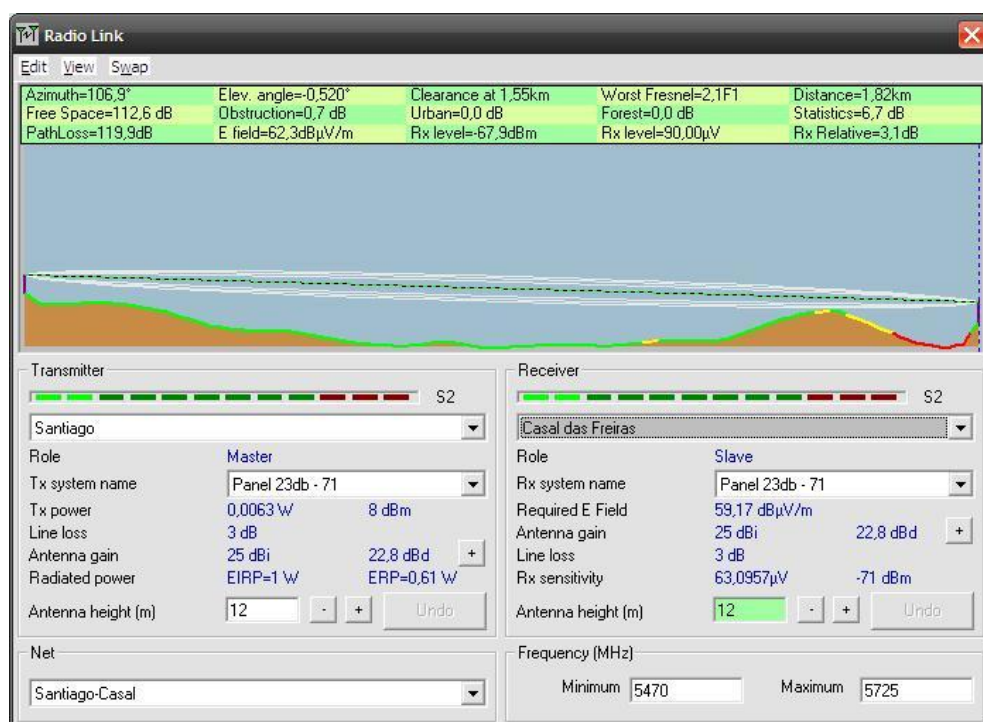 Radio Link
Edit View Swap
Azimuth=106,9° Elev. angle=-0,520° Clearance at 1,55km Worst Fresnel=2,1F1 Distance=1,82km
Free Space=112,6 dB Obstruction=0,7 dB Urban=0,0 dB Forest=0,0 dB Statistics=6,7 dB
PathLoss=119,9dB E field=62,3dBµV/m Rx level=-67,9dBm Rx level=90,00µV Rx Relative=3,1dB
Transmitter
S2
Santiago
Role Master
Tx system name Panel 23db - 71
Tx power 0,0063 W 8 dBm
Line loss 3 dB
Antenna gain 25 dBi 22,8 dBd +
Radiated power EIRP=1 W ERP=0,61 W
Antenna height (m) 12 - + Undo
Receiver
S2
Casal das Freiras
Role Slave
Rx system name Panel 23db - 71
Required E Field 59,17 dBµV/m
Antenna gain 25 dBi 22,8 dBd +
Line loss 3 dB
Rx sensitivity 63,0957µV -71 dBm
Antenna height (m) 12 - + Undo
Net
Santiago-Casal
Frequency (MHz)
Minimum 5470 Maximum 5725